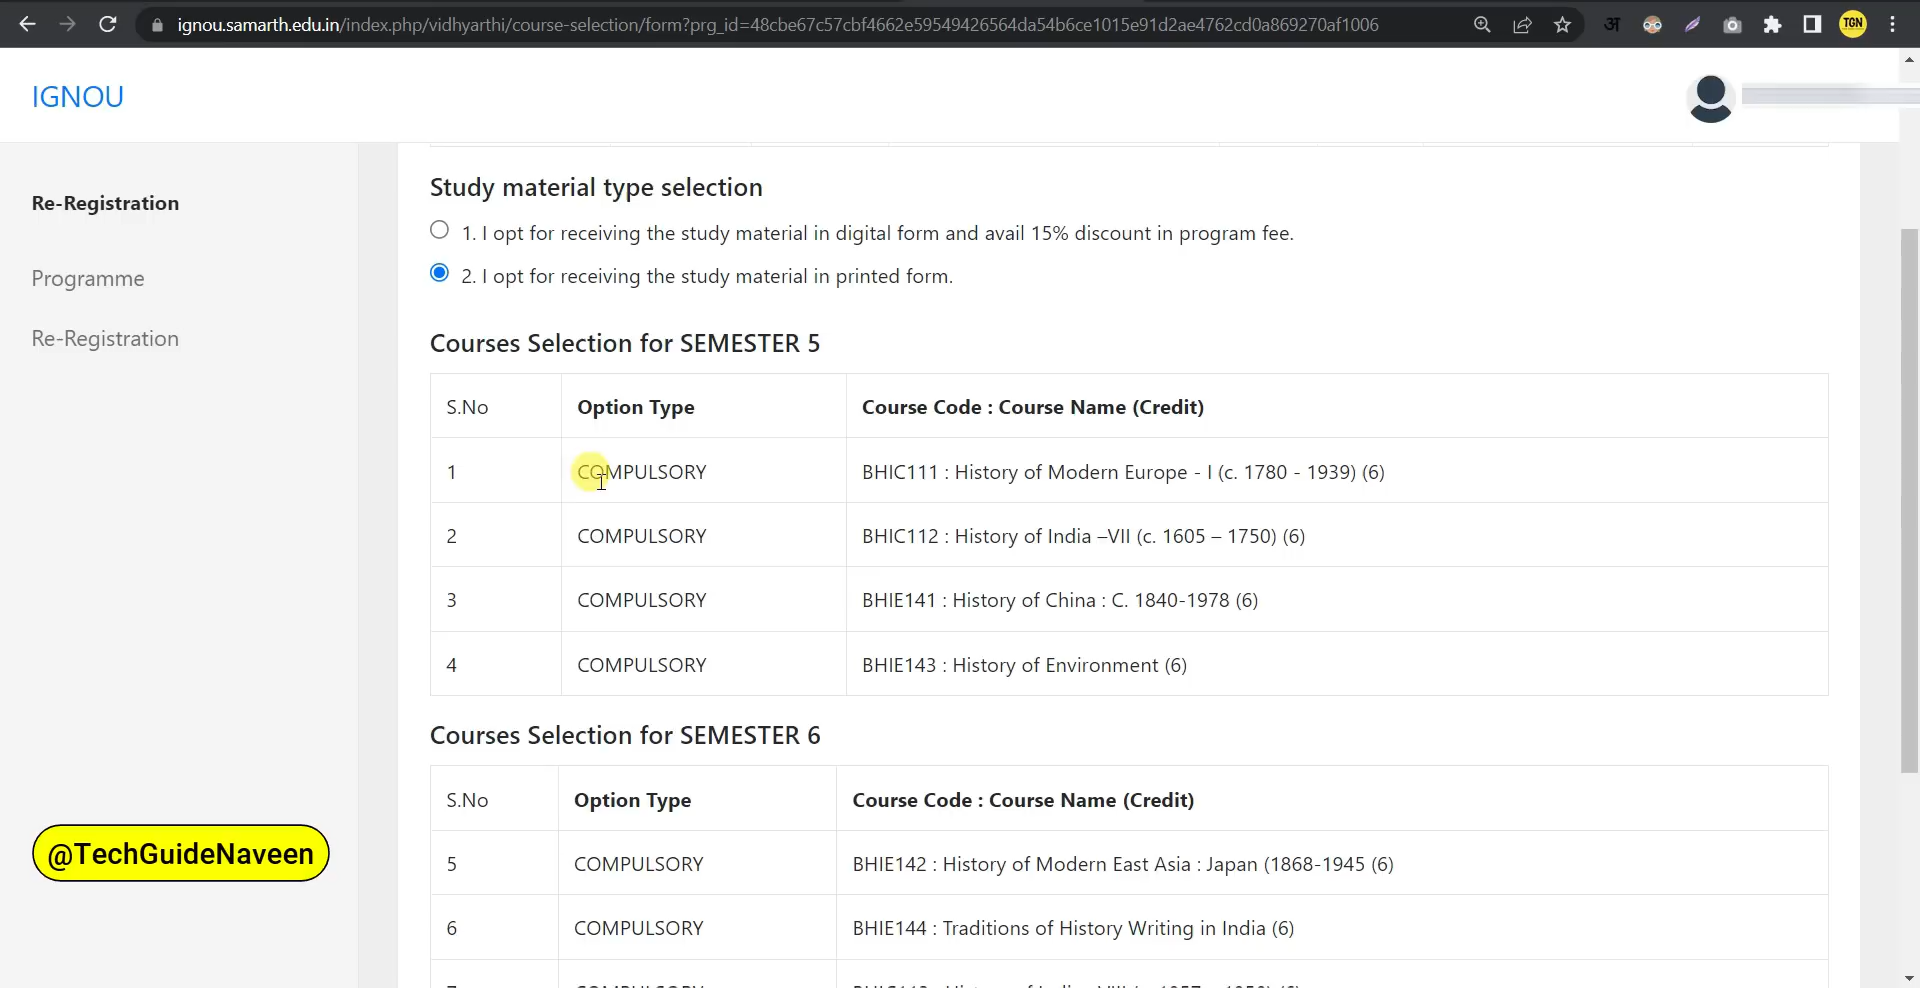 ignou.samarth.edu.in/index.php/vidhyarthi/course-selection/form?prg_id=48cbe67c57cbf4662e59549426564da54b6ce1015e91d2ae4762cd0a869270af1006
अ
TGN
IGNOU
Re-Registration
Programme
Re-Registration
@TechGuideNaveen
Study material type selection
1. I opt for receiving the study material in digital form and avail 15% discount in program fee.
2. I opt for receiving the study material in printed form.
Courses Selection for SEMESTER 5
S.No Option Type Course Code : Course Name (Credit)
1 COMPULSORY BHIC111 : History of Modern Europe - I (c. 1780 - 1939) (6)
2 COMPULSORY BHIC112 : History of India –VII (c. 1605 – 1750) (6)
3 COMPULSORY BHIE141 : History of China : C. 1840-1978 (6)
4 COMPULSORY BHIE143 : History of Environment (6)
Courses Selection for SEMESTER 6
S.No Option Type Course Code : Course Name (Credit)
5 COMPULSORY BHIE142 : History of Modern East Asia : Japan (1868-1945 (6)
6 COMPULSORY BHIE144 : Traditions of History Writing in India (6)